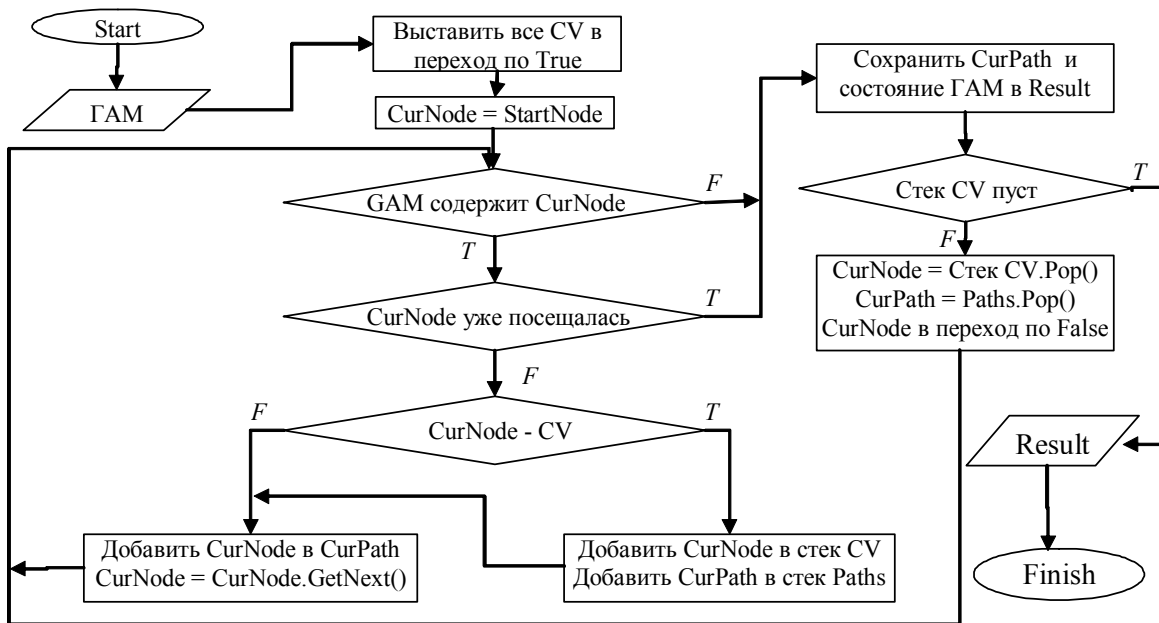 Start
ГАМ
Выставить все CV в
переход по True
CurNode = StartNode
GAM содержит CurNode
F
T
CurNode уже посещалась
T
F
CurNode - CV
F
T
Добавить CurNode в CurPath
CurNode = CurNode.GetNext()
Добавить CurNode в стек CV
Добавить CurPath в стек Paths
Сохранить CurPath и
состояние ГАМ в Result
Стек CV пуст
T
F
CurNode = Стек CV.Pop()
CurPath = Paths.Pop()
CurNode в переход по False
Result
Finish